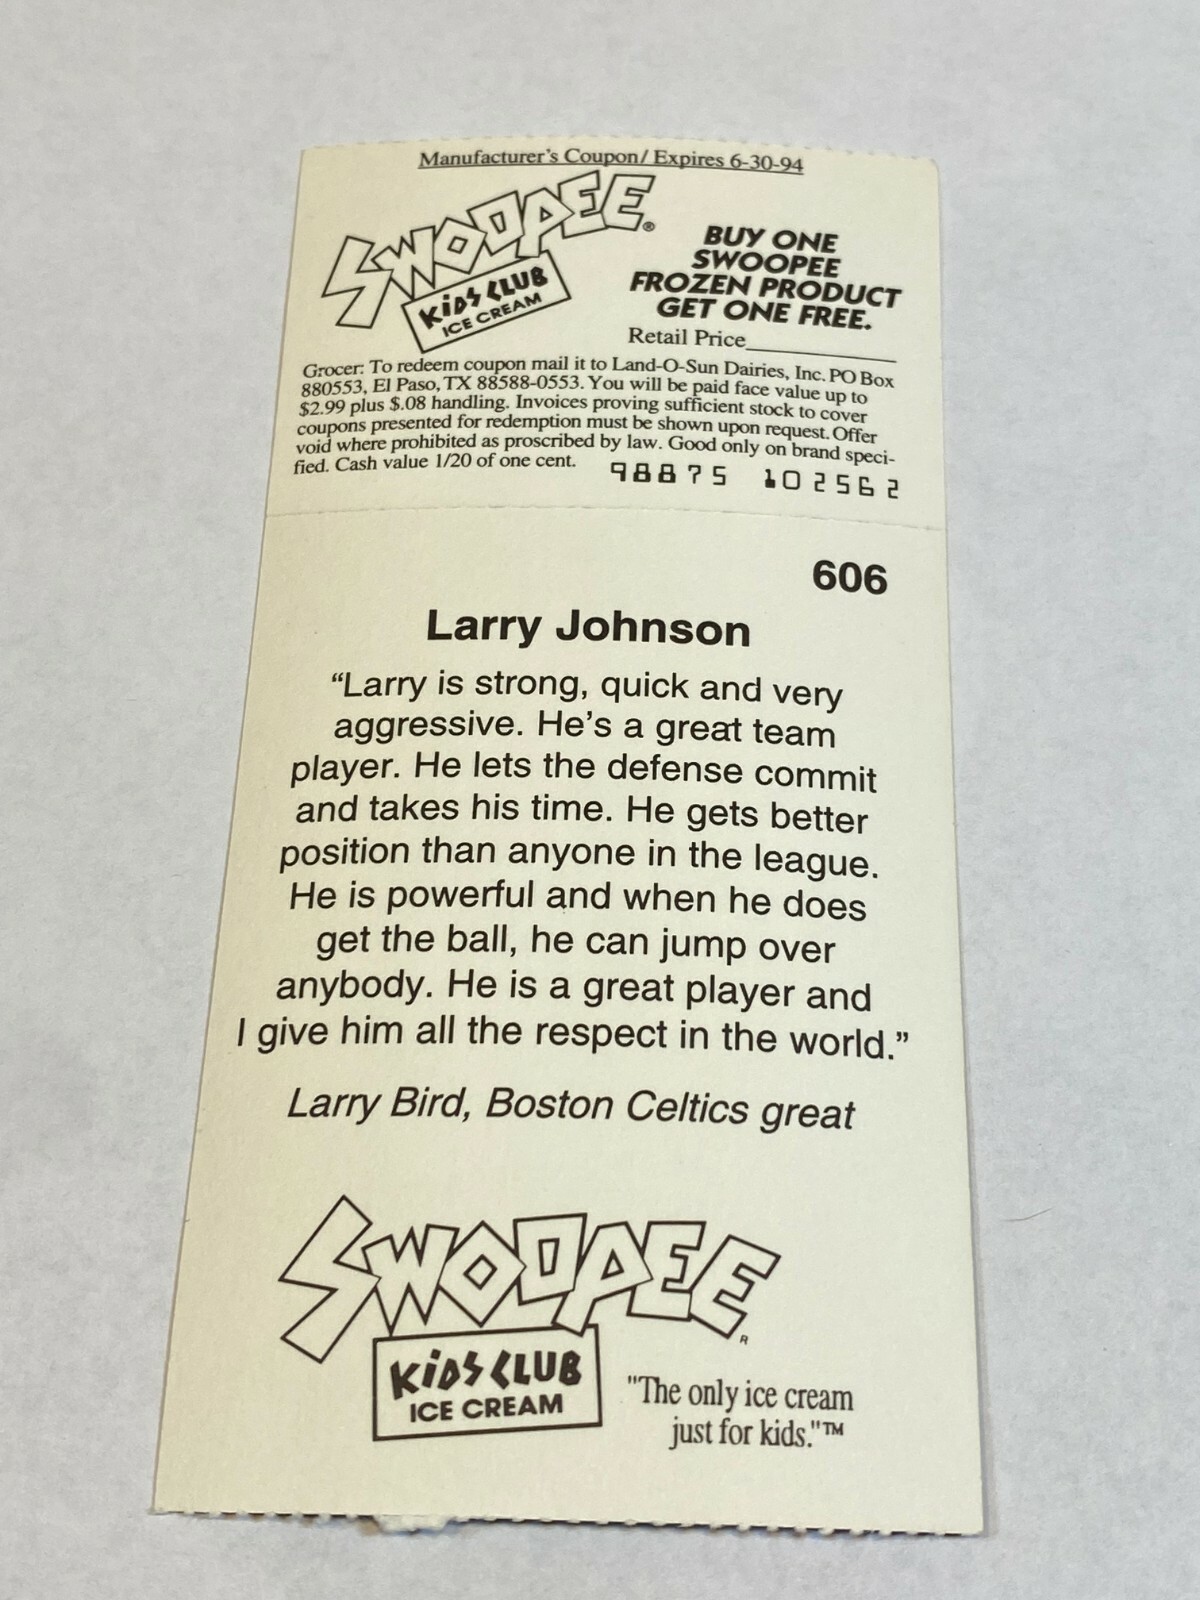 Manufacturer's Coupon/ Expires 6-30-94
SWOOPEE®
KIDS CLUB
ICE CREAM
BUY ONE
SWOOPEE
FROZEN PRODUCT
GET ONE FREE.
Retail Price________
Grocer: To redeem coupon mail it to Land-O-Sun Dairies, Inc. PO Box
880553, El Paso, TX 88588-0553. You will be paid face value up to
$2.99 plus $.08 handling. Invoices proving sufficient stock to cover
coupons presented for redemption must be shown upon request. Offer
void where prohibited as proscribed by law. Good only on brand speci-
fied. Cash value 1/20 of one cent.
98875 102562
606
Larry Johnson
“Larry is strong, quick and very
aggressive. He's a great team
player. He lets the defense commit
and takes his time. He gets better
position than anyone in the league.
He is powerful and when he does
get the ball, he can jump over
anybody. He is a great player and
I give him all the respect in the world.”
Larry Bird, Boston Celtics great
SWOOPEE R
KIDS CLUB
ICE CREAM
"The only ice cream
just for kids."™